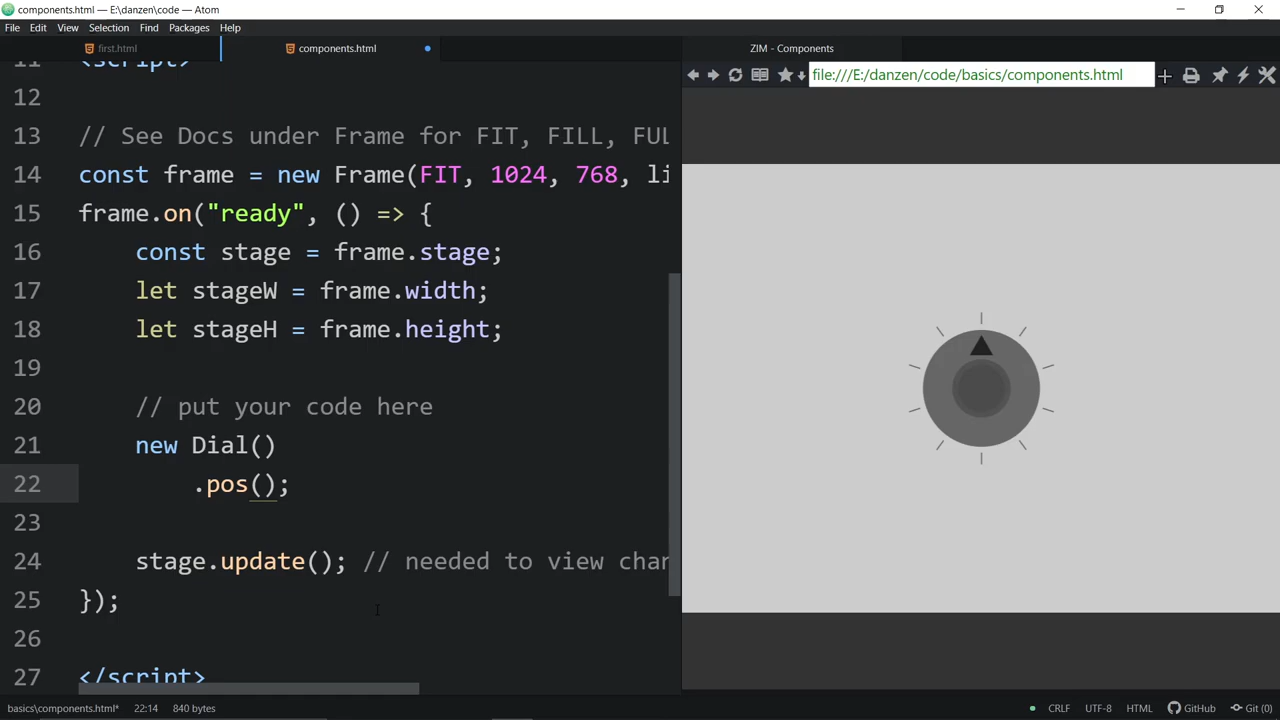 components.html — E:\danzen\code — Atom
File Edit View Selection Find Packages Help
first.html
components.html
ZIM - Components
file:///E:/danzen/code/basics/components.html
11 <script>
12
13 // See Docs under Frame for FIT, FILL, FUL
14 const frame = new Frame(FIT, 1024, 768, li
15 frame.on("ready", () => {
16 const stage = frame.stage;
17 let stageW = frame.width;
18 let stageH = frame.height;
19
20 // put your code here
21 new Dial()
22 .pos();
23
24 stage.update(); // needed to view chan
25 });
26
27 </script>
basics\components.html* 22:14 840 bytes
CRLF UTF-8 HTML GitHub Git (0)